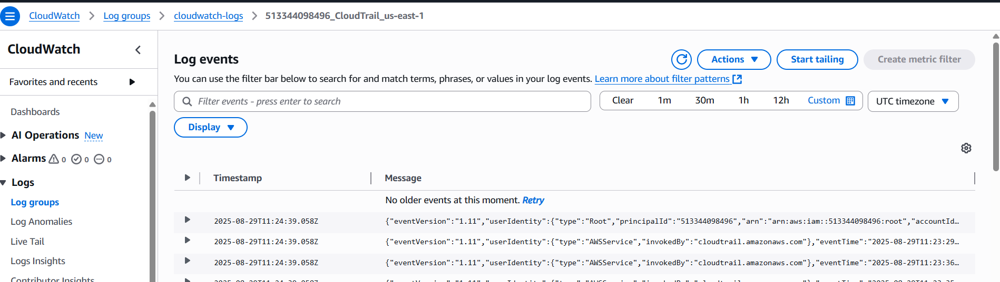 CloudWatch > Log groups > cloudwatch-logs > 513344098496_CloudTrail_us-east-1
CloudWatch
Favorites and recents
Dashboards
AI Operations New
Alarms 0 0 0
Logs
Log groups
Log Anomalies
Live Tail
Logs Insights
Contributor Insights
Log events
Actions
Start tailing
Create metric filter
You can use the filter bar below to search for and match terms, phrases, or values in your log events. Learn more about filter patterns
Filter events - press enter to search
Clear 1m 30m 1h 12h Custom
UTC timezone
Display
Timestamp Message
No older events at this moment. Retry
2025-08-29T11:24:39.058Z {"eventVersion":"1.11","userIdentity":{"type":"Root","principalId":"513344098496","arn":"arn:aws:iam::513344098496:root","accountId…
2025-08-29T11:24:39.058Z {"eventVersion":"1.11","userIdentity":{"type":"AWSService","invokedBy":"cloudtrail.amazonaws.com"},"eventTime":"2025-08-29T11:23:29…
2025-08-29T11:24:39.058Z {"eventVersion":"1.11","userIdentity":{"type":"AWSService","invokedBy":"cloudtrail.amazonaws.com"},"eventTime":"2025-08-29T11:23:36…